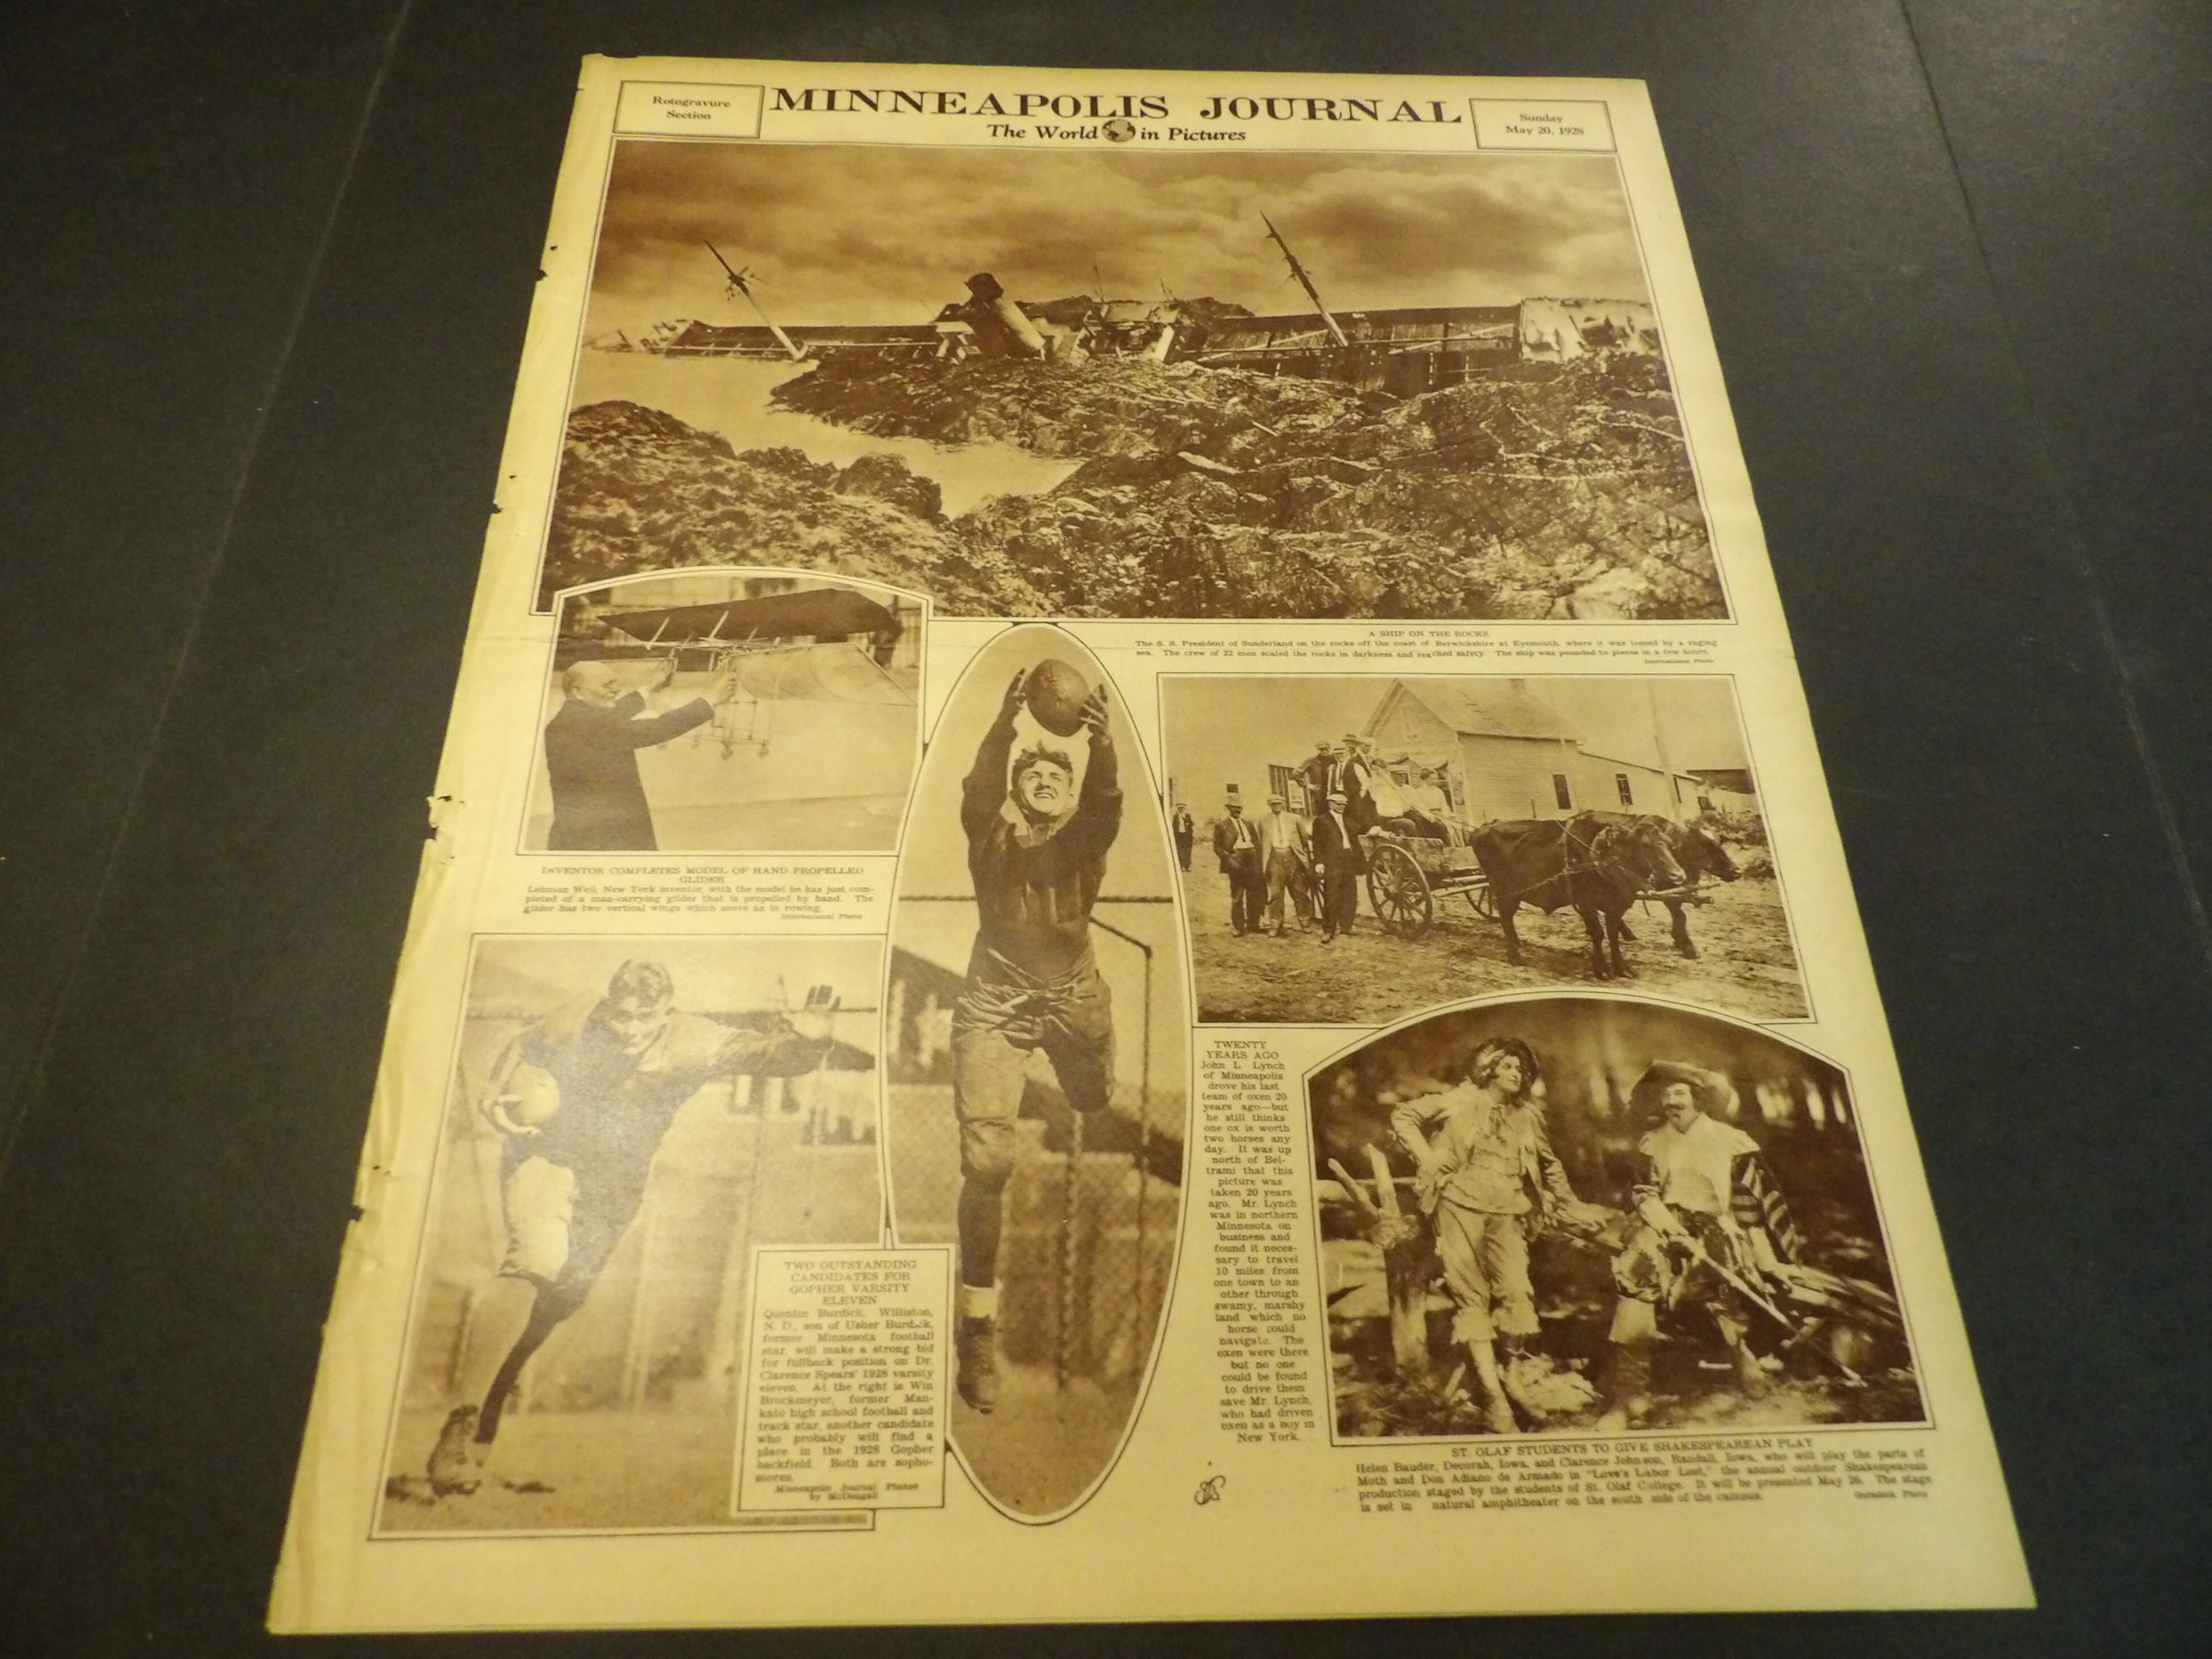 Rotogravure
Section
MINNEAPOLIS JOURNAL
The World in Pictures
Sunday
May 20, 1928
A SHIP ON THE ROCKS
The S. S. President of Sunderland on the rocks off the coast of Berwickshire at Eyemouth, where it was tossed by a raging
sea. The crew of 22 men scaled the rocks in darkness and reached safety. The ship was pounded to pieces in a few hours.
International Photo
INVENTOR COMPLETES MODEL OF HAND PROPELLED
GLIDER
Lehman Weil, New York inventor, with the model he has just com-
pleted of a man-carrying glider that is propelled by hand. The
glider has two vertical wings which move as in rowing.
International Photo
TWO OUTSTANDING
CANDIDATES FOR
GOPHER VARSITY
ELEVEN
Quentin Burdick, Williston,
N. D., son of Usher Burdick,
former Minnesota football
star, will make a strong bid
for fullback position on Dr.
Clarence Spears' 1928 varsity
eleven. At the right is Win
Brockmeyer, former Man-
kato high school football and
track star, another candidate
who probably will find a
place in the 1928 Gopher
backfield. Both are sopho-
mores.
Minneapolis Journal Photos
by McDougall
TWENTY
YEARS AGO
John L. Lynch
of Minneapolis
drove his last
team of oxen 20
years ago—but
he still thinks
one ox is worth
two horses any
day. It was up
north of Bel-
trami that this
picture was
taken 20 years
ago. Mr. Lynch
was in northern
Minnesota on
business and
found it neces-
sary to travel
10 miles from
one town to an
other through
swamy, marshy
land which no
horse could
navigate. The
oxen were there
but no one
could be found
to drive them
save Mr. Lynch,
who had driven
oxen as a boy in
New York.
ST. OLAF STUDENTS TO GIVE SHAKESPEAREAN PLAY
Helen Bauder, Decorah, Iowa, and Clarence Johnson, Randall, Iowa, who will play the parts of
Moth and Don Adiano de Armado in "Love's Labor Lost," the annual outdoor Shakespearean
production staged by the students of St. Olaf College. It will be presented May 26. The stage
is set in natural amphitheater on the south side of the campus.
Photo